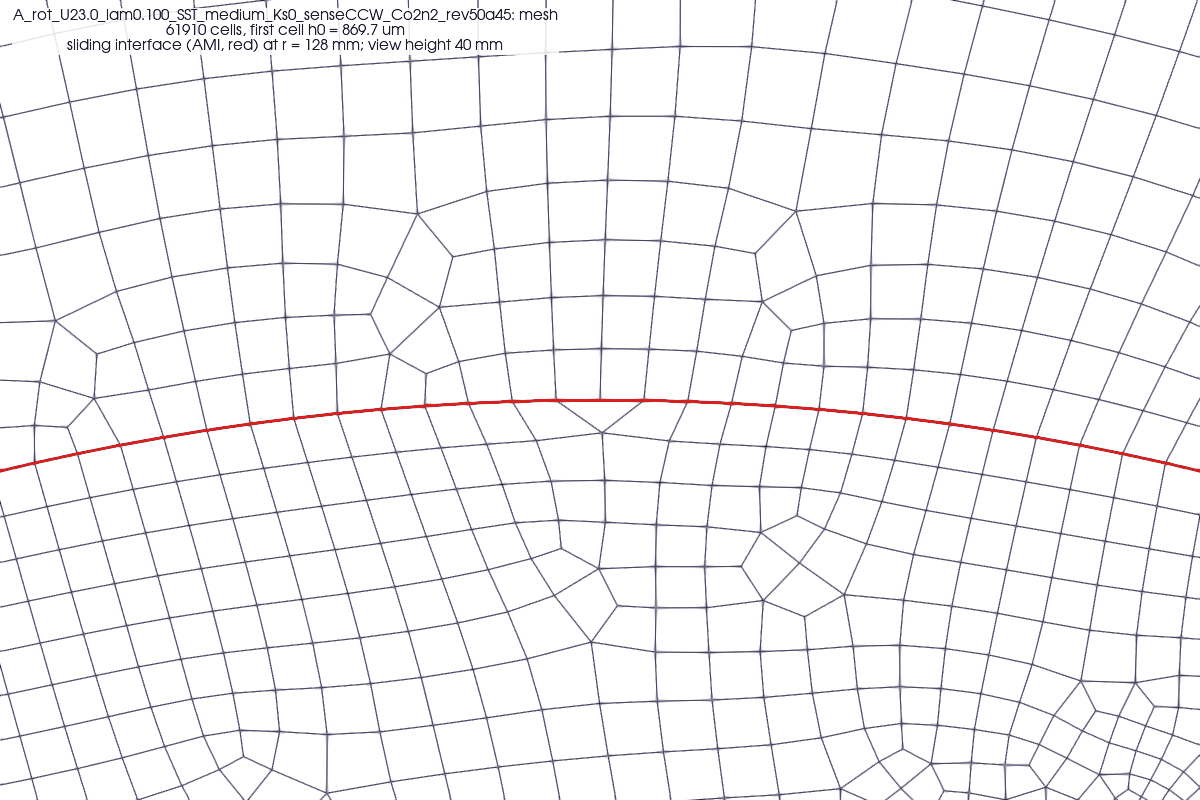 A_rot_U23.0_lam0.100_SST_medium_Ks0_senseCCW_Co2n2_rev50a45: mesh
61910 cells, first cell h0 = 869.7 um
sliding interface (AMI, red) at r = 128 mm; view height 40 mm